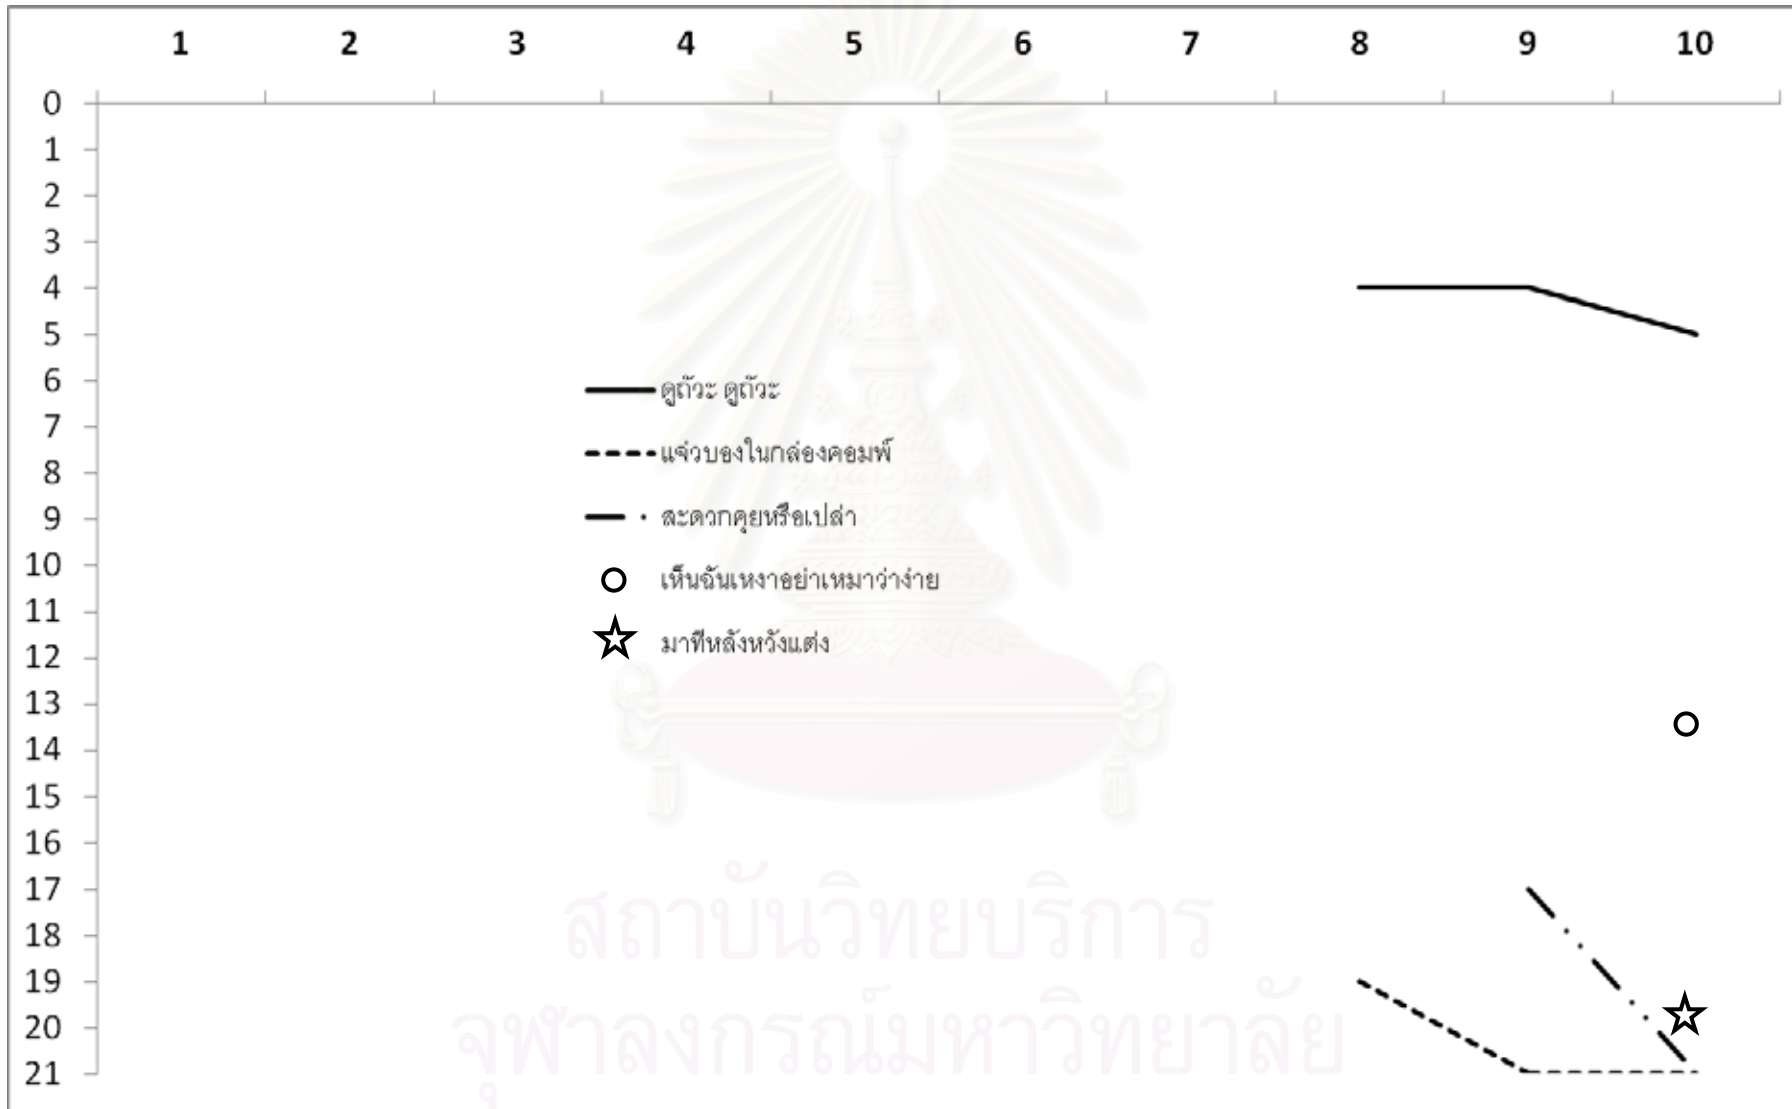 1 2 3 4 5 6 7 8 9 10
0
1
2
3
4
5
6
7
8
9
10
11
12
13
14
15
16
17
18
19
20
21
ดูถั๊วะ ดูถั๊วะ
แจ่วบองในกล่องคอมพ์
สะดวกคุยหรือเปล่า
เห็นฉันเหงาอย่าเหมาว่าง่าย
มาทีหลังหวังแต่ง
สถาบันวิทยบริการ
จุฬาลงกรณ์มหาวิทยาลัย